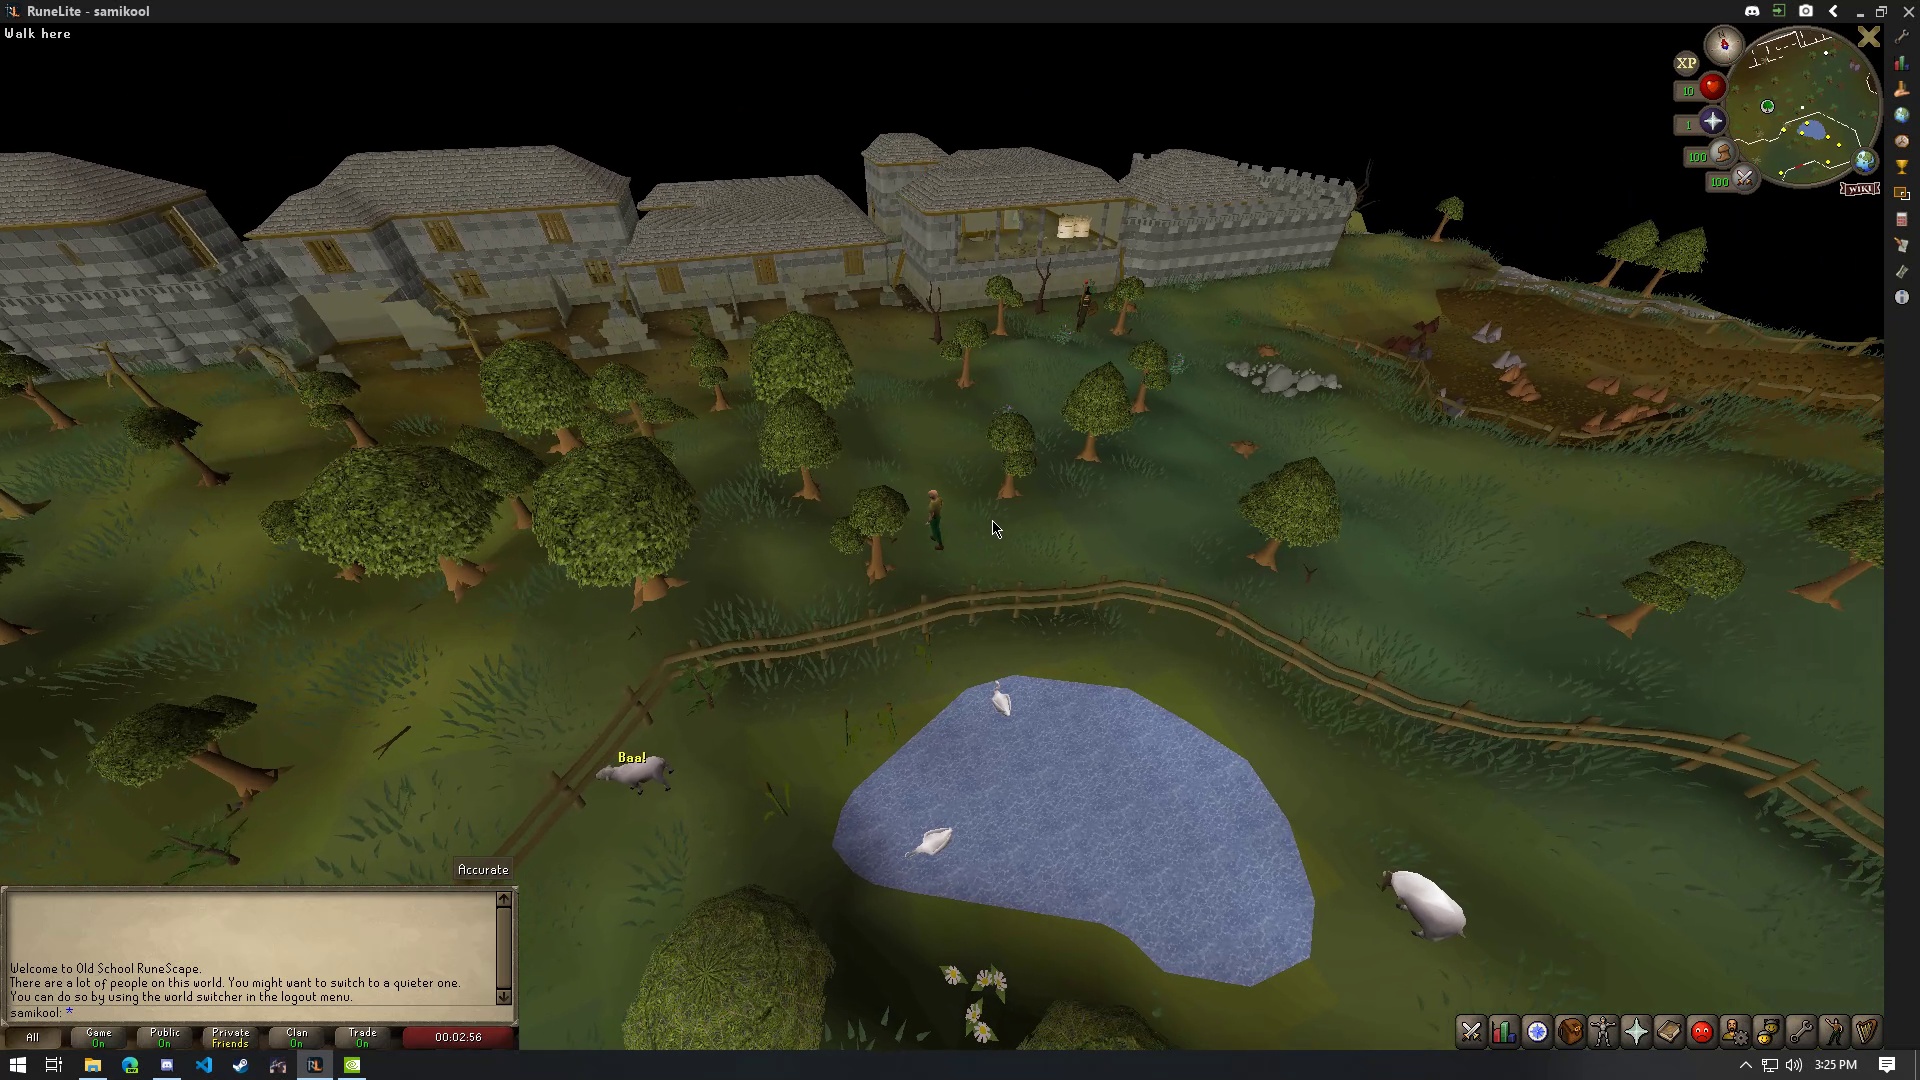 RuneLite - samikool
Walk here
N
XP
10
1
100
100
WIKI
Baa!
Accurate
Welcome to Old School RuneScape.
There are a lot of people on this world. You might want to switch to a quieter one.
You can do so by using the world switcher in the logout menu.
samikool: *
All
Game
On
Public
On
Private
Friends
Clan
On
Trade
On
00:02:56
3:25 PM